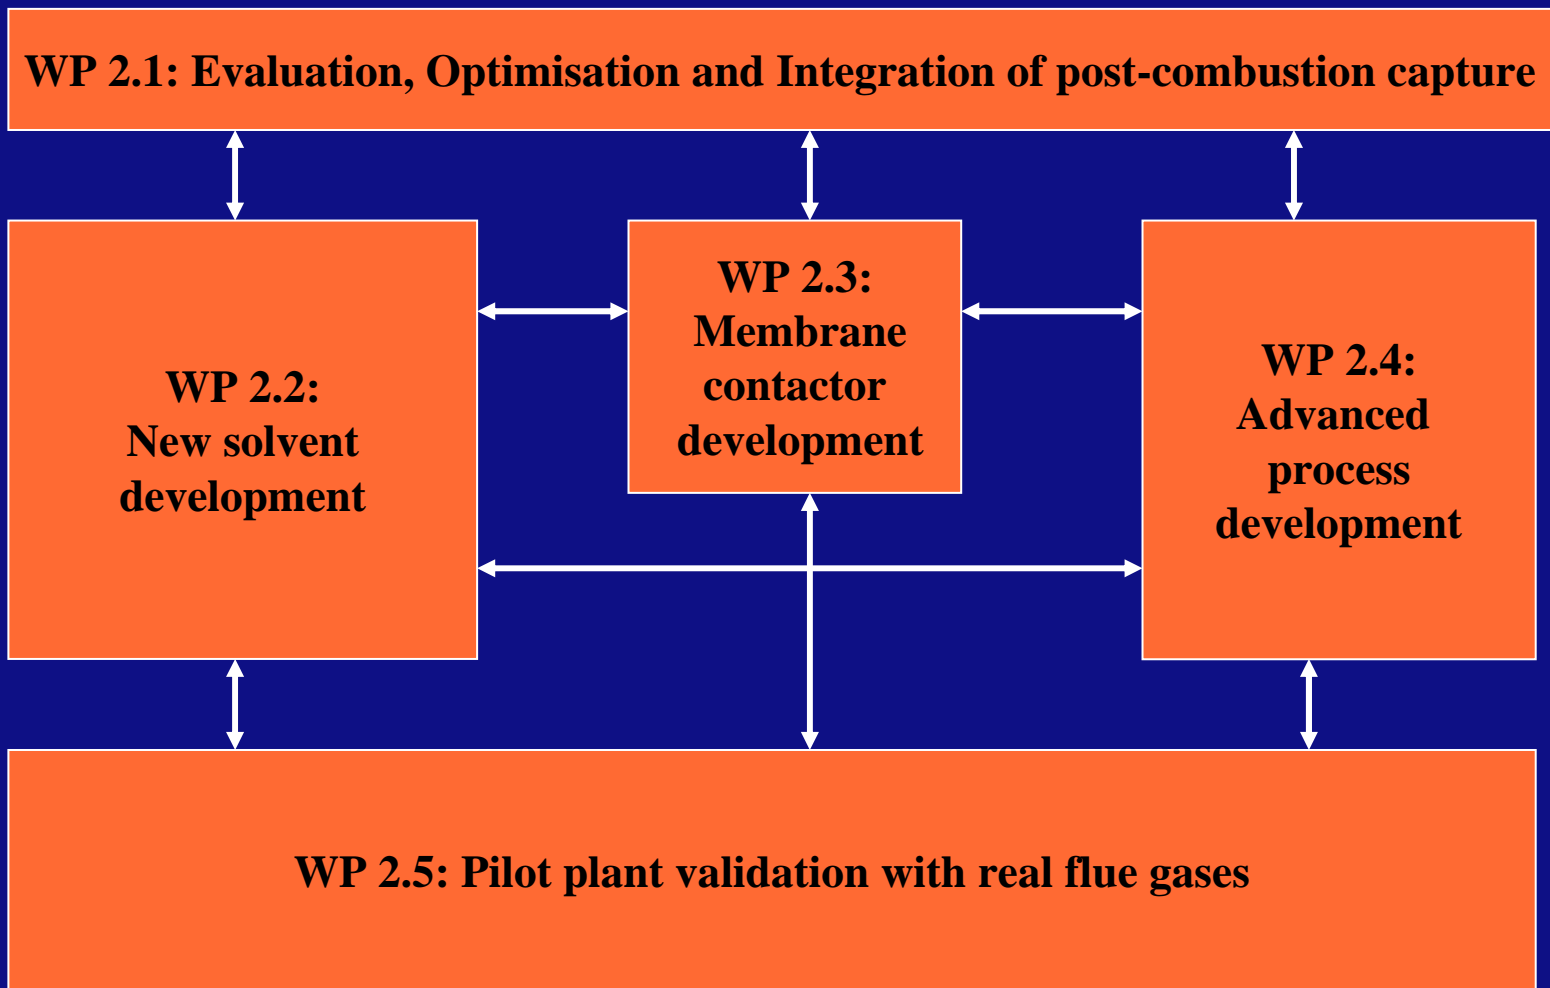 WP 2.1: Evaluation, Optimisation and Integration of post-combustion capture
WP 2.2:
New solvent
development
WP 2.3:
Membrane
contactor
development
WP 2.4:
Advanced
process
development
WP 2.5: Pilot plant validation with real flue gases